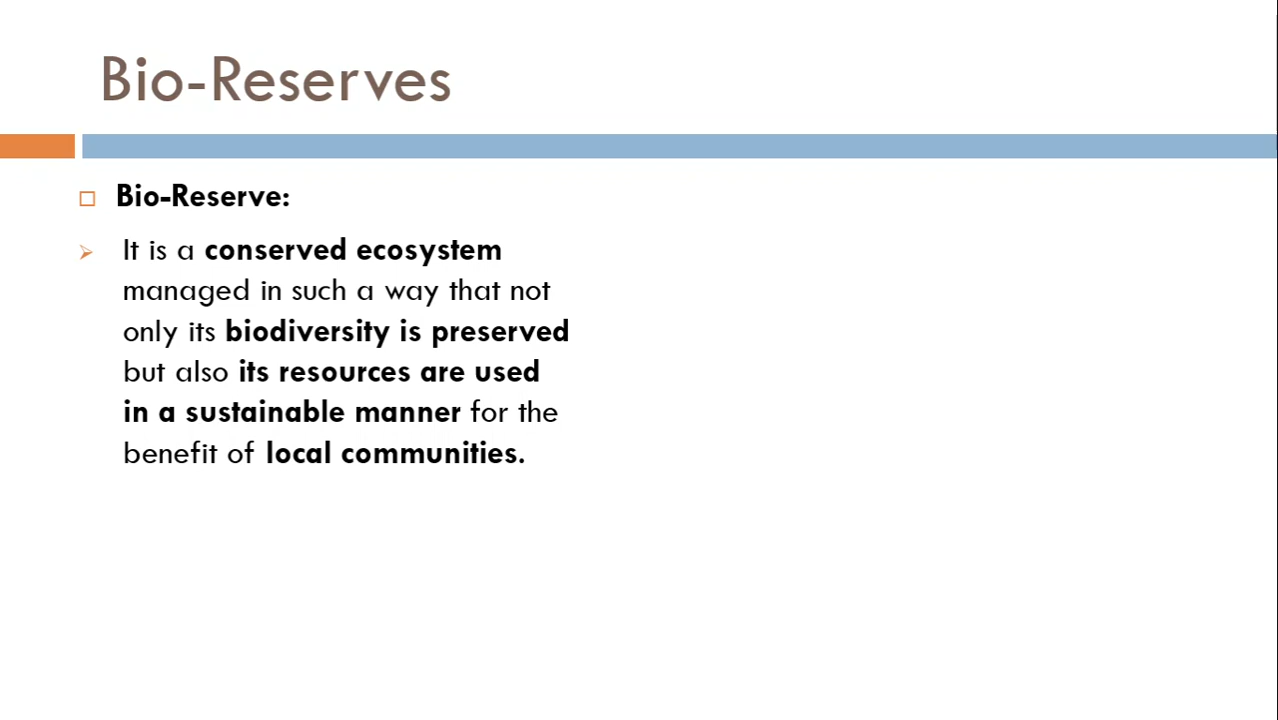 Bio-Reserves
Bio-Reserve:
It is a conserved ecosystem
managed in such a way that not
only its biodiversity is preserved
but also its resources are used
in a sustainable manner for the
benefit of local communities.